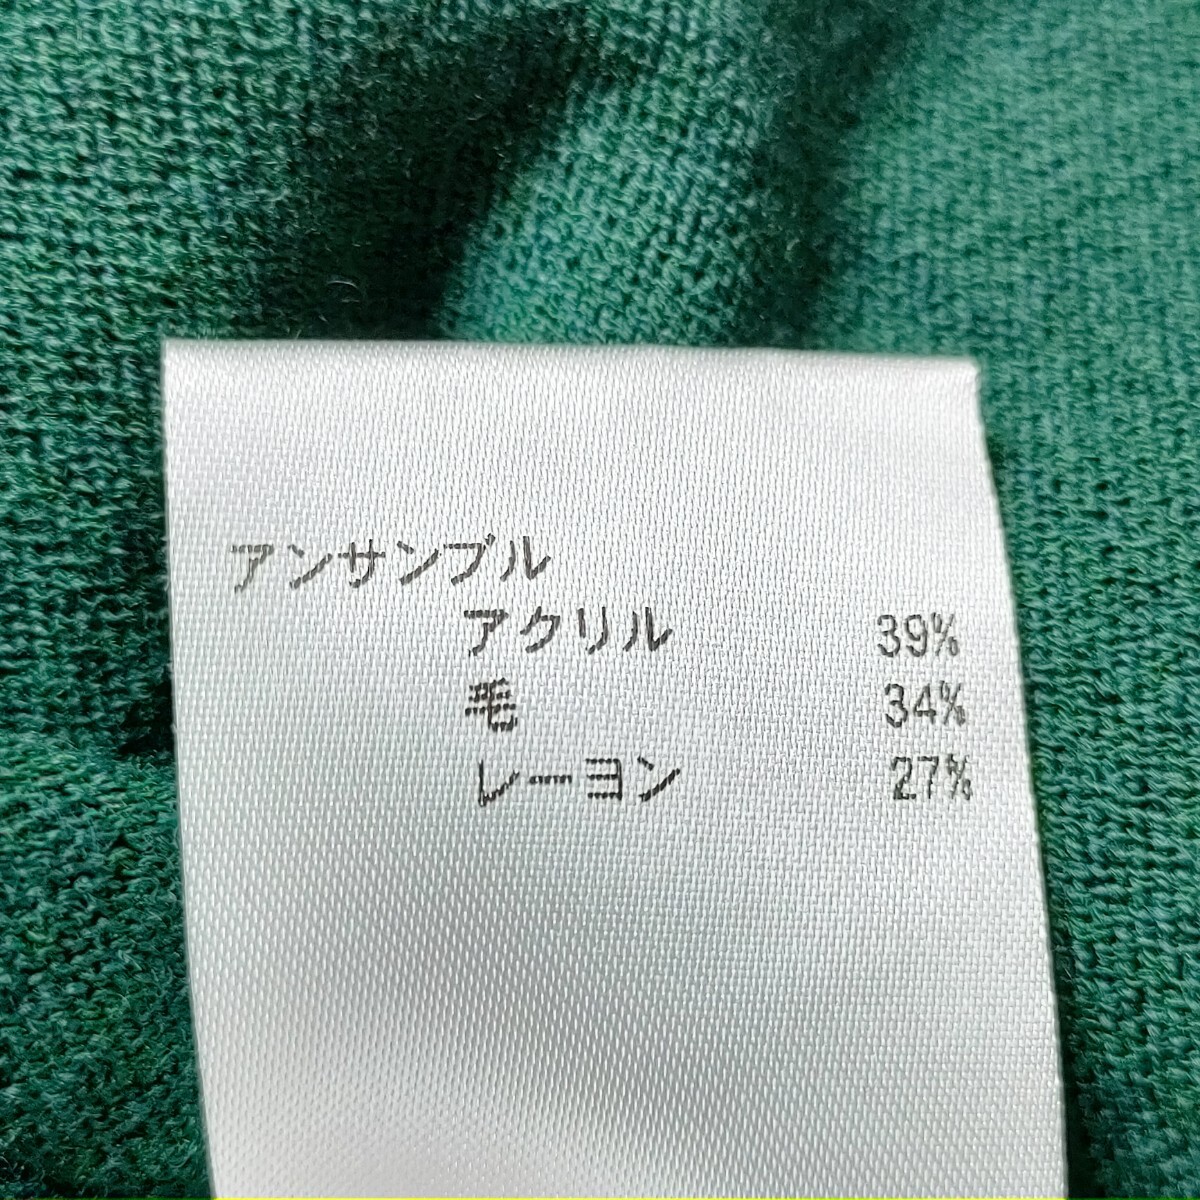 アンサンブル
アクリル 39%
毛 34%
レーヨン 27%